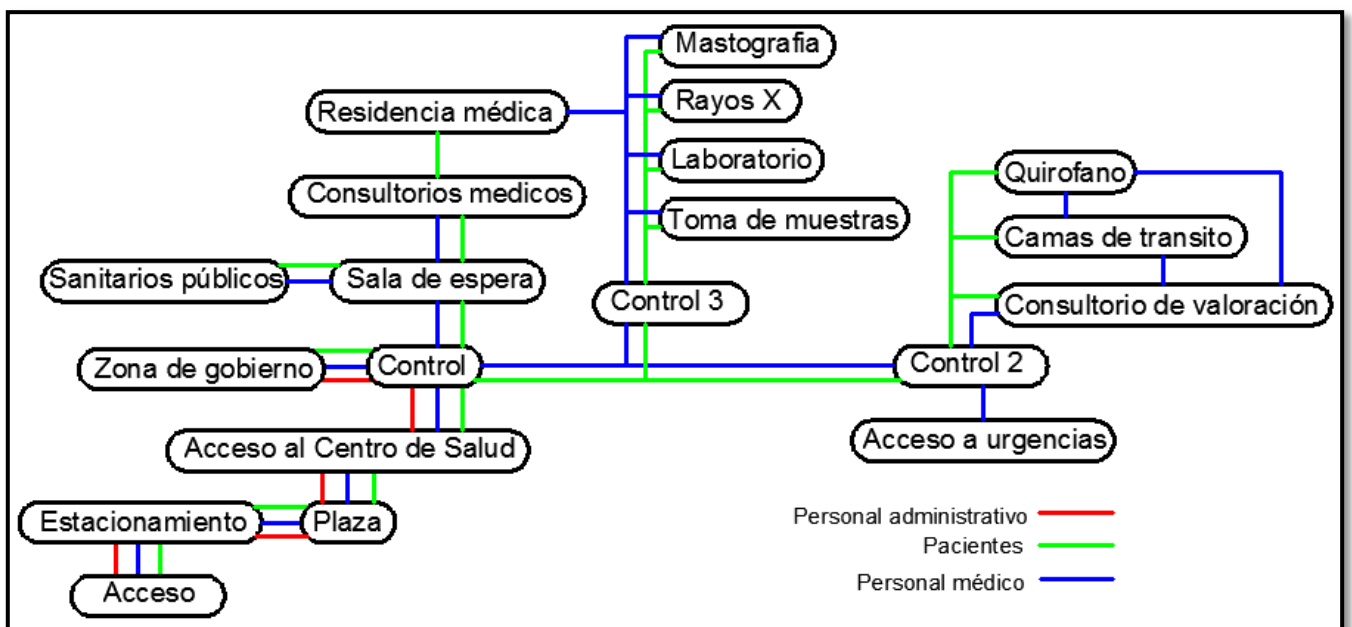 Mastografia
Residencia médica
Rayos X
Laboratorio
Quirofano
Consultorios medicos
Toma de muestras
Camas de transito
Sanitarios públicos
Sala de espera
Control 3
Consultorio de valoración
Zona de gobierno
Control
Control 2
Acceso al Centro de Salud
Acceso a urgencias
Estacionamiento
Plaza
Acceso
Personal administrativo
Pacientes
Personal médico